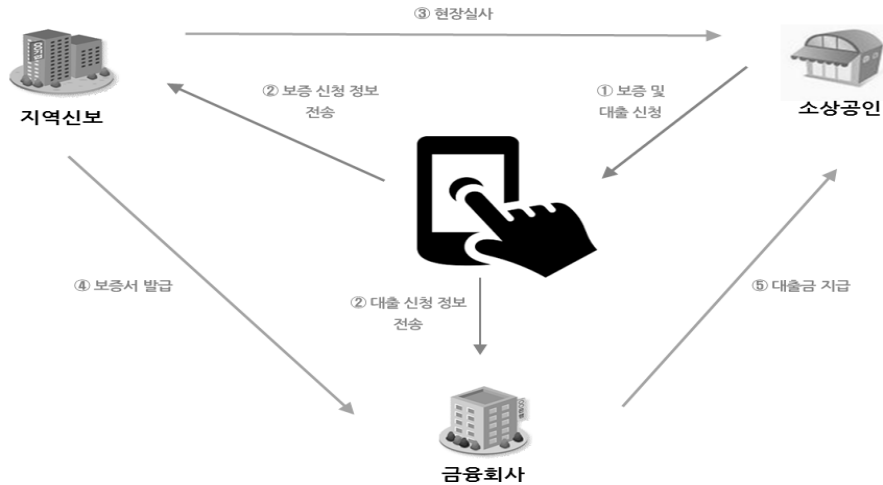 ③ 현장실사
② 보증 신청 정보
전송
① 보증 및
대출 신청
지역신보
소상공인
④ 보증서 발급
② 대출 신청 정보
전송
⑤ 대출금 지급
금융회사